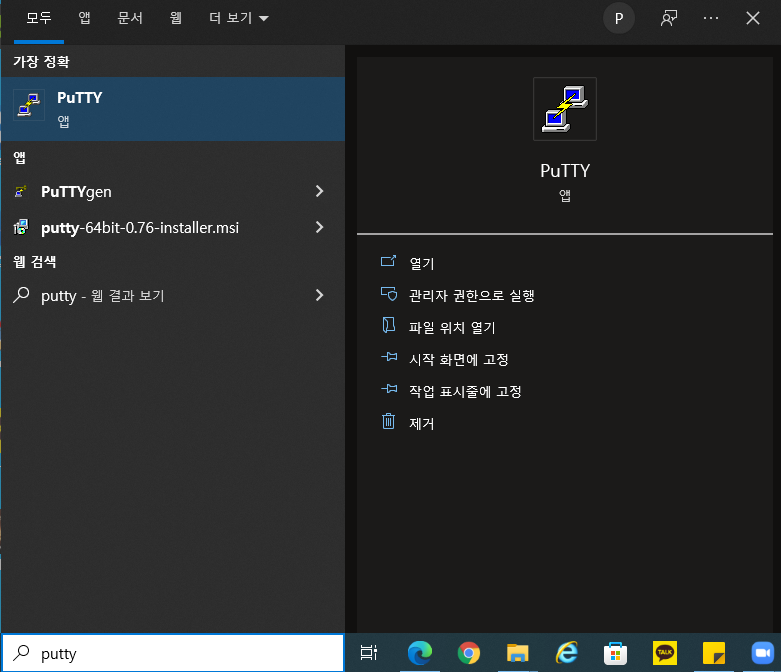 모두 앱 문서 웹 더 보기 P
가장 정확
PuTTY
앱
앱
PuTTYgen
putty-64bit-0.76-installer.msi
웹 검색
putty - 웹 결과 보기
PuTTY
앱
열기
관리자 권한으로 실행
파일 위치 열기
시작 화면에 고정
작업 표시줄에 고정
제거
putty
TALK